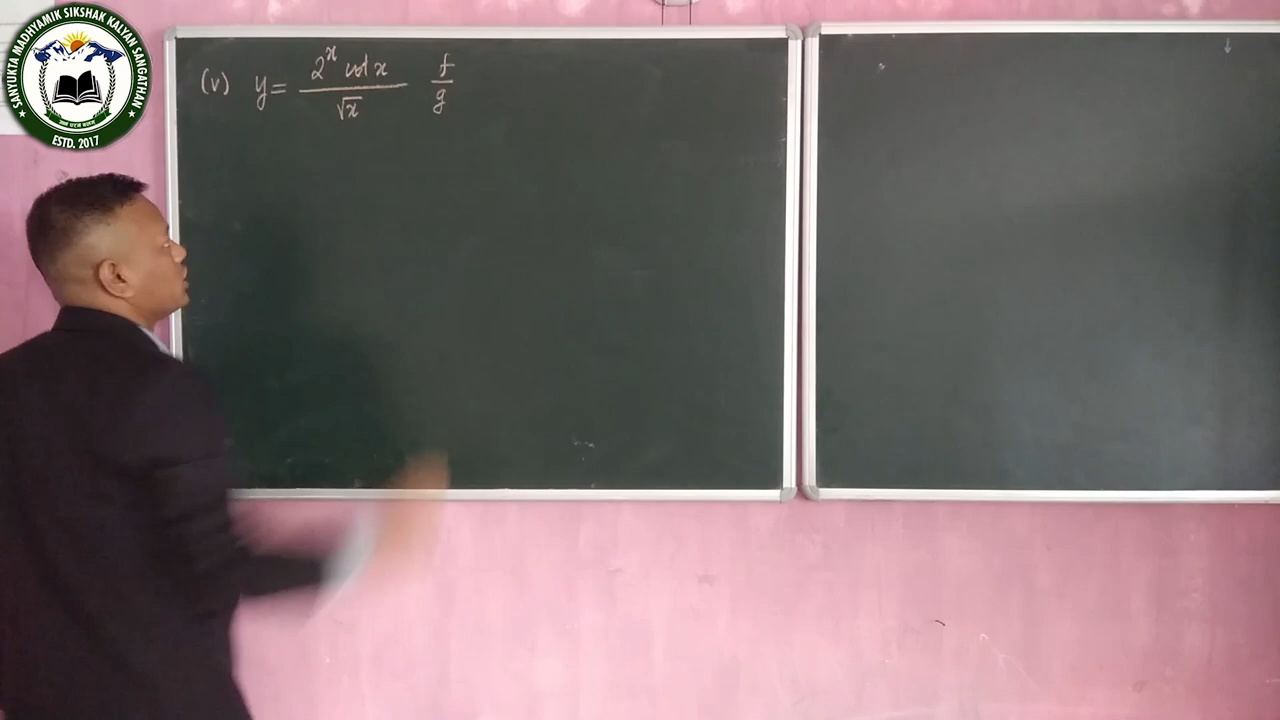 SANYUKTA MADHYAMIK SIKSHAK KALYAN SANGATHAN
ESTD. 2017
(v) y = 2^x cot x / √x f/g